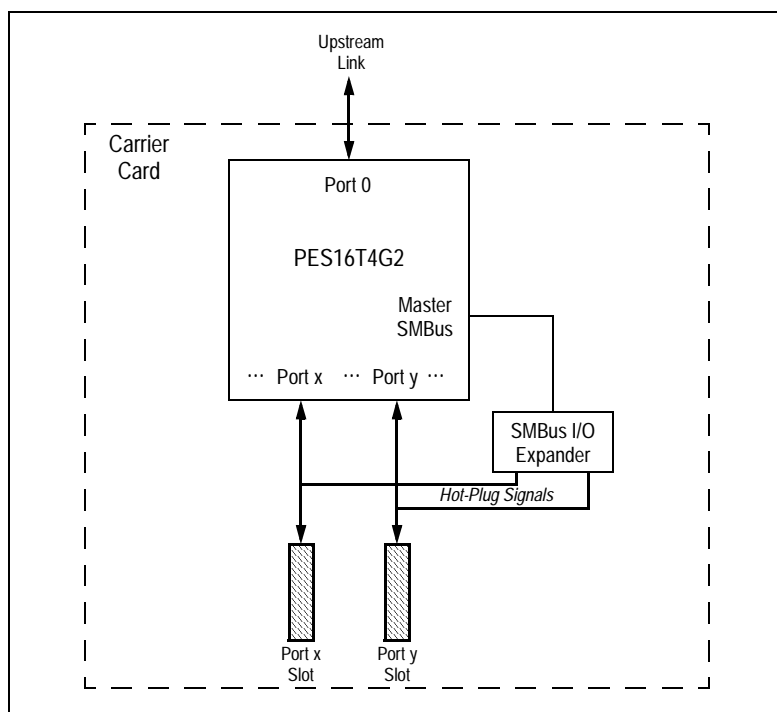 Upstream
Link
Carrier
Card
Port 0
PES16T4G2
Master
SMBus
··· Port x ··· Port y ···
SMBus I/O
Expander
Hot-Plug Signals
Port x
Slot
Port y
Slot